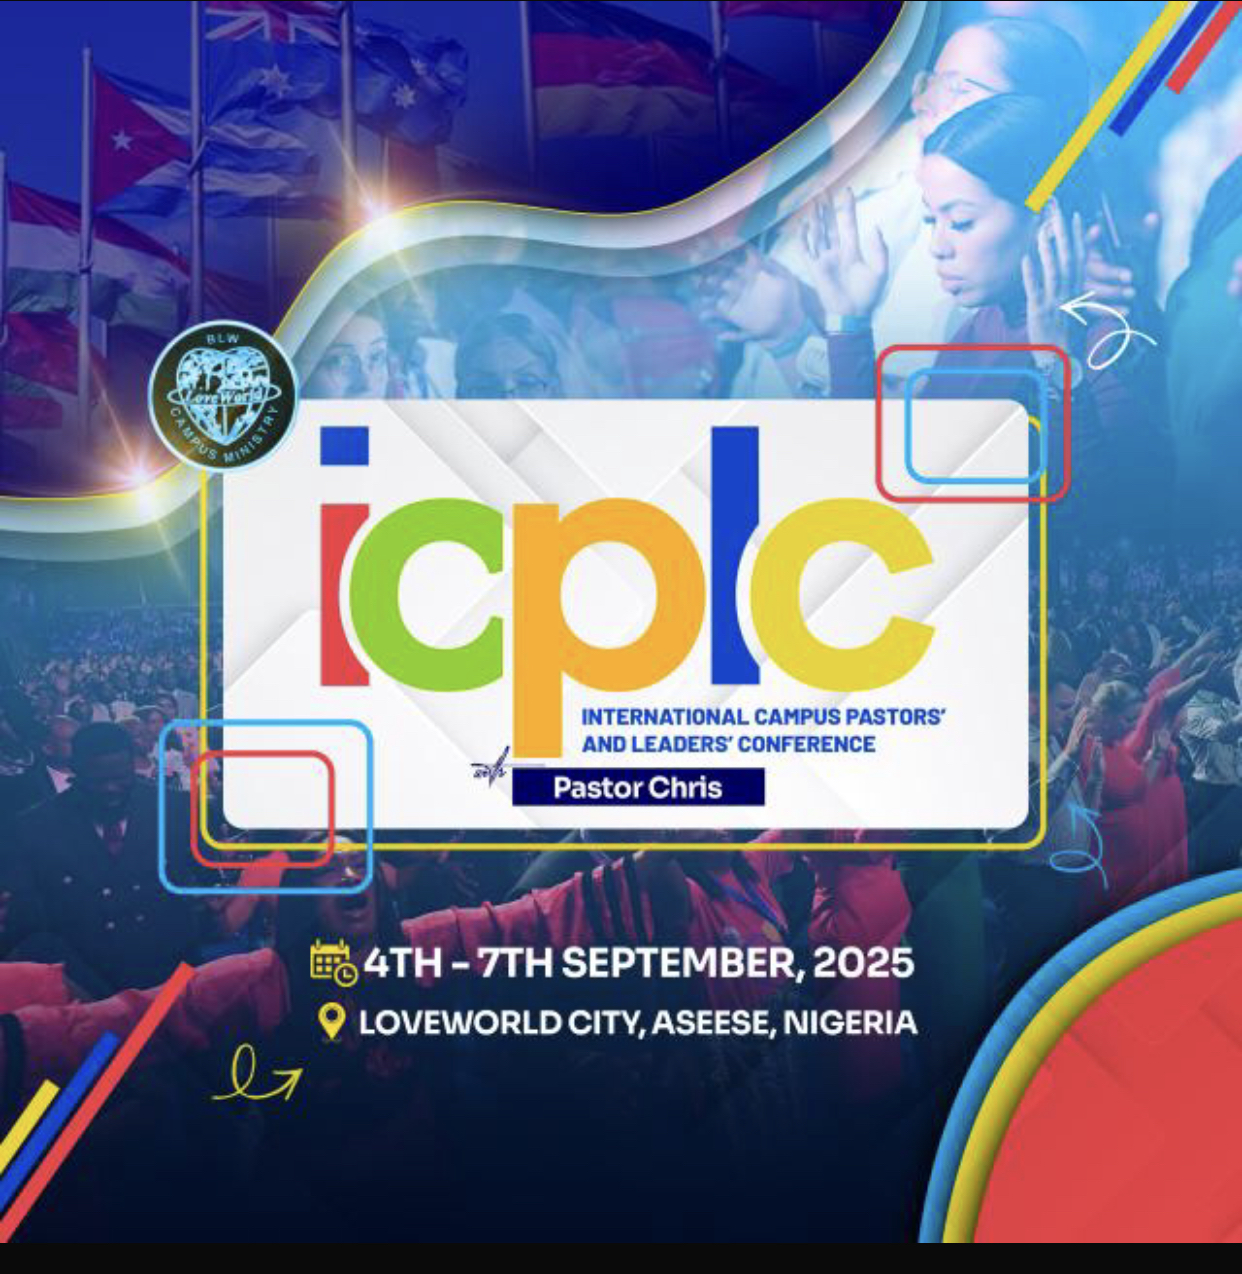 BLW
LoveWorld
CAMPUS MINISTRY
icplc
INTERNATIONAL CAMPUS PASTORS'
AND LEADERS' CONFERENCE
with
Pastor Chris
4TH - 7TH SEPTEMBER, 2025
LOVEWORLD CITY, ASEESE, NIGERIA